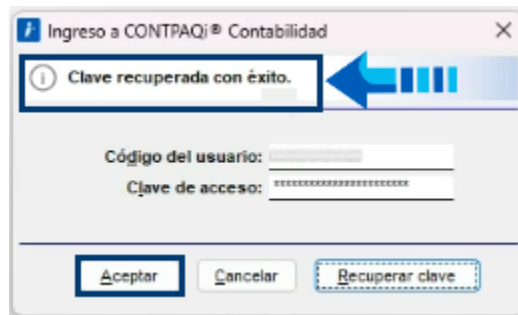 Ingreso a CONTPAQi® Contabilidad
Clave recuperada con éxito.
Código del usuario:
Clave de acceso: ***********************
Aceptar Cancelar Recuperar clave